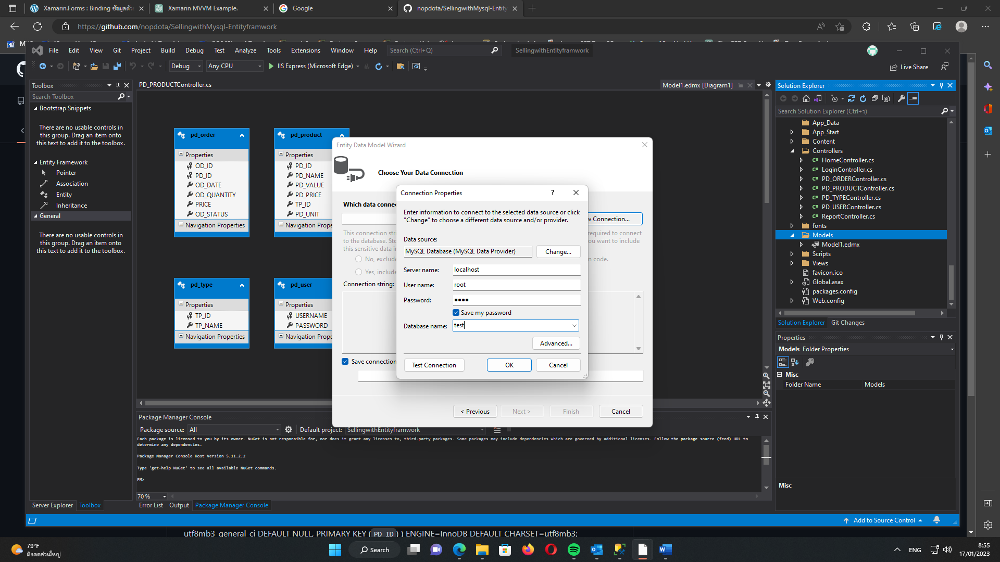 Xamarin.Forms : Binding ข้อมูลด้วย
Xamarin MVVM Example.
Google
nopdota/SellingwithMysql-Entity
https://github.com/nopdota/SellingwithMysql-Entityframwork
File Edit View Git Project Build Debug Test Analyze Tools Extensions Window Help Search (Ctrl+Q) SellingwithEntityframwork
Debug Any CPU IIS Express (Microsoft Edge) Live Share
Toolbox
Search Toolbox
Bootstrap Snippets
There are no usable controls in
this group. Drag an item onto
this text to add it to the toolbox.
Entity Framework
Pointer
Association
Entity
Inheritance
General
There are no usable controls in
this group. Drag an item onto
this text to add it to the toolbox.
Server Explorer Toolbox
PD_PRODUCTController.cs
Model1.edmx [Diagram1]
pd_order
Properties
OD_ID
PD_ID
OD_DATE
OD_QUANTITY
PRICE
OD_STATUS
Navigation Properties
pd_product
Properties
PD_ID
PD_NAME
PD_VALUE
PD_PRICE
TP_ID
PD_UNIT
Navigation Prope
pd_type
Properties
TP_ID
TP_NAME
Navigation Properties
pd_user
Properties
USERNAME
PASSWORD
Navigation Prope
Entity Data Model Wizard
Choose Your Data Connection
Which data conne
w Connection...
This connection stri
required to connect
to the database. Sto
ou want to include
this sensitive data i
No, exclude
n code.
Yes, include
Connection string:
Save connection
< Previous Next > Finish Cancel
Connection Properties ?
Enter information to connect to the selected data source or click
"Change" to choose a different data source and/or provider.
Data source:
MySQL Database (MySQL Data Provider) Change...
Server name: localhost
User name: root
Password: ●●●●
Save my password
Database name: test
Advanced...
Test Connection OK Cancel
Package Manager Console
Package source: All Default project: SellingwithEntityframwork
Each package is licensed to you by its owner. NuGet is not responsible for, nor does it grant any licenses to, third-party packages. Some packages may include dependencies which are governed by additional licenses. Follow the package source (feed) URL to
determine any dependencies.
Package Manager Console Host Version 5.11.2.2
Type 'get-help NuGet' to see all available NuGet commands.
PM>
70 %
Error List Output Package Manager Console
Solution Explorer
Search Solution Explorer (Ctrl+ว)
App_Data
App_Start
Content
Controllers
C# HomeController.cs
C# LoginController.cs
C# PD_ORDERController.cs
C# PD_PRODUCTController.cs
C# PD_TYPEController.cs
C# PD_USERController.cs
C# ReportController.cs
fonts
Models
Model1.edmx
Scripts
Views
favicon.ico
Global.asax
packages.config
Web.config
Solution Explorer Git Changes
Properties
Models Folder Properties
Misc
Folder Name Models
Misc
Add to Source Control
utf8mb3_general_ci DEFAULT NULL, PRIMARY KEY ( PD_ID ) ) ENGINE=InnoDB DEFAULT CHARSET=utf8mb3;
79°F
มีแดดส่วนใหญ่
Search
ENG
8:55
17/01/2023